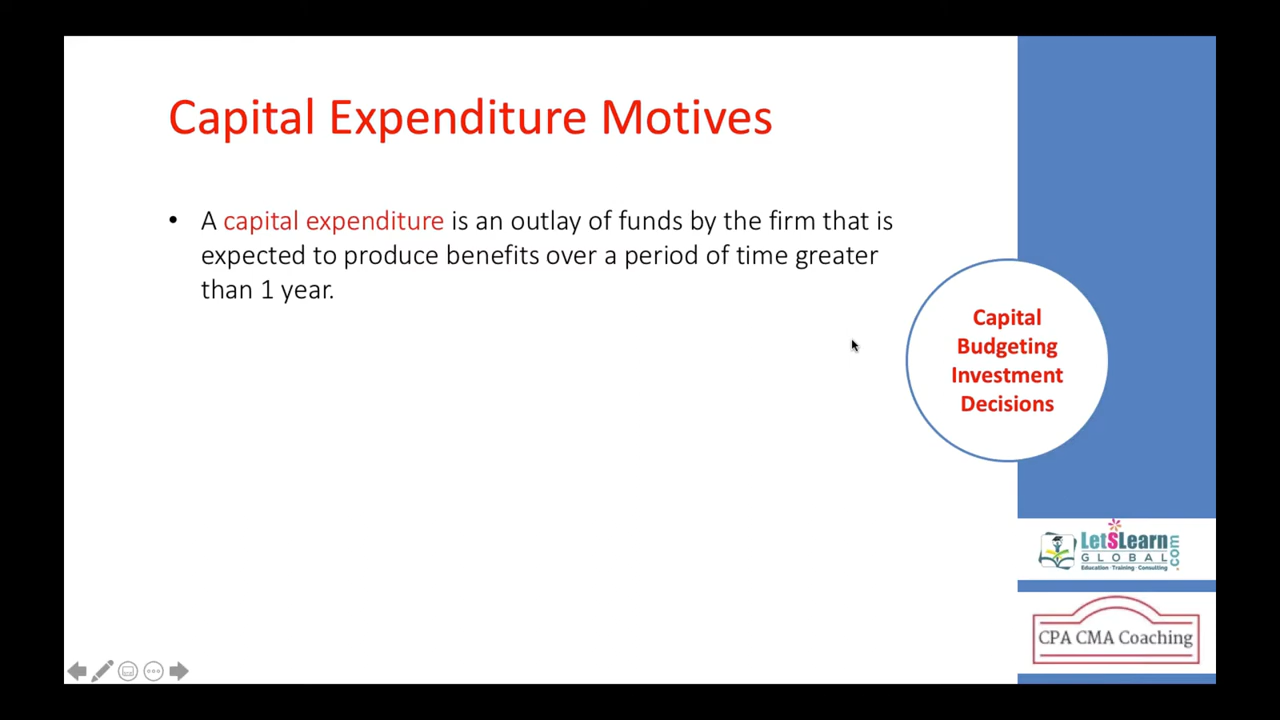 Capital Expenditure Motives
• A capital expenditure is an outlay of funds by the firm that is
expected to produce benefits over a period of time greater
than 1 year.
Capital
Budgeting
Investment
Decisions
LetSLearn
GLOBAL
.com
Education·Training·Consulting
CPA CMA Coaching